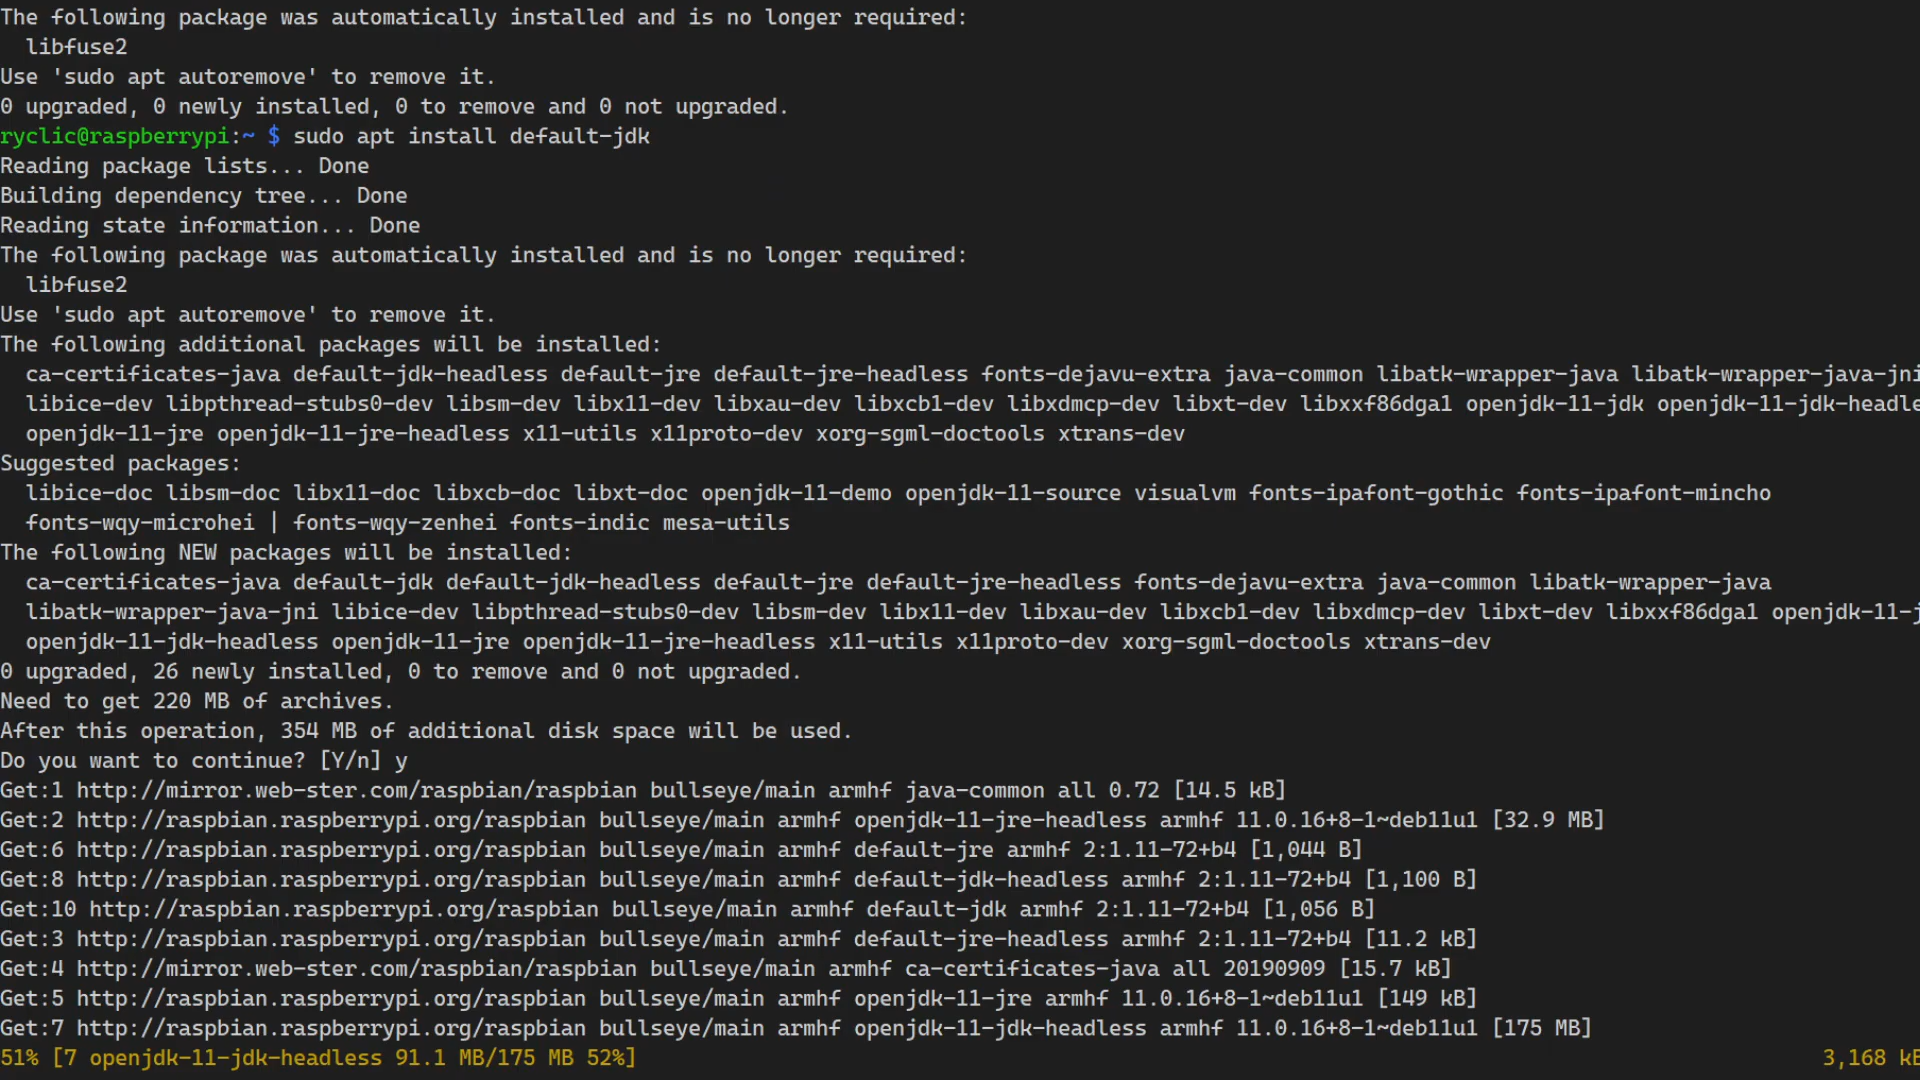 The following package was automatically installed and is no longer required:
  libfuse2
Use 'sudo apt autoremove' to remove it.
0 upgraded, 0 newly installed, 0 to remove and 0 not upgraded.
ryclic@raspberrypi:~ $ sudo apt install default-jdk
Reading package lists... Done
Building dependency tree... Done
Reading state information... Done
The following package was automatically installed and is no longer required:
  libfuse2
Use 'sudo apt autoremove' to remove it.
The following additional packages will be installed:
  ca-certificates-java default-jdk-headless default-jre default-jre-headless fonts-dejavu-extra java-common libatk-wrapper-java libatk-wrapper-java-jni
  libice-dev libpthread-stubs0-dev libsm-dev libx11-dev libxau-dev libxcb1-dev libxdmcp-dev libxt-dev libxxf86dga1 openjdk-11-jdk openjdk-11-jdk-headle
  openjdk-11-jre openjdk-11-jre-headless x11-utils x11proto-dev xorg-sgml-doctools xtrans-dev
Suggested packages:
  libice-doc libsm-doc libx11-doc libxcb-doc libxt-doc openjdk-11-demo openjdk-11-source visualvm fonts-ipafont-gothic fonts-ipafont-mincho
  fonts-wqy-microhei | fonts-wqy-zenhei fonts-indic mesa-utils
The following NEW packages will be installed:
  ca-certificates-java default-jdk default-jdk-headless default-jre default-jre-headless fonts-dejavu-extra java-common libatk-wrapper-java
  libatk-wrapper-java-jni libice-dev libpthread-stubs0-dev libsm-dev libx11-dev libxau-dev libxcb1-dev libxdmcp-dev libxt-dev libxxf86dga1 openjdk-11-j
  openjdk-11-jdk-headless openjdk-11-jre openjdk-11-jre-headless x11-utils x11proto-dev xorg-sgml-doctools xtrans-dev
0 upgraded, 26 newly installed, 0 to remove and 0 not upgraded.
Need to get 220 MB of archives.
After this operation, 354 MB of additional disk space will be used.
Do you want to continue? [Y/n] y
Get:1 http://mirror.web-ster.com/raspbian/raspbian bullseye/main armhf java-common all 0.72 [14.5 kB]
Get:2 http://raspbian.raspberrypi.org/raspbian bullseye/main armhf openjdk-11-jre-headless armhf 11.0.16+8-1~deb11u1 [32.9 MB]
Get:6 http://raspbian.raspberrypi.org/raspbian bullseye/main armhf default-jre armhf 2:1.11-72+b4 [1,044 B]
Get:8 http://raspbian.raspberrypi.org/raspbian bullseye/main armhf default-jdk-headless armhf 2:1.11-72+b4 [1,100 B]
Get:10 http://raspbian.raspberrypi.org/raspbian bullseye/main armhf default-jdk armhf 2:1.11-72+b4 [1,056 B]
Get:3 http://raspbian.raspberrypi.org/raspbian bullseye/main armhf default-jre-headless armhf 2:1.11-72+b4 [11.2 kB]
Get:4 http://mirror.web-ster.com/raspbian/raspbian bullseye/main armhf ca-certificates-java all 20190909 [15.7 kB]
Get:5 http://raspbian.raspberrypi.org/raspbian bullseye/main armhf openjdk-11-jre armhf 11.0.16+8-1~deb11u1 [149 kB]
Get:7 http://raspbian.raspberrypi.org/raspbian bullseye/main armhf openjdk-11-jdk-headless armhf 11.0.16+8-1~deb11u1 [175 MB]
51% [7 openjdk-11-jdk-headless 91.1 MB/175 MB 52%] 3,168 kB